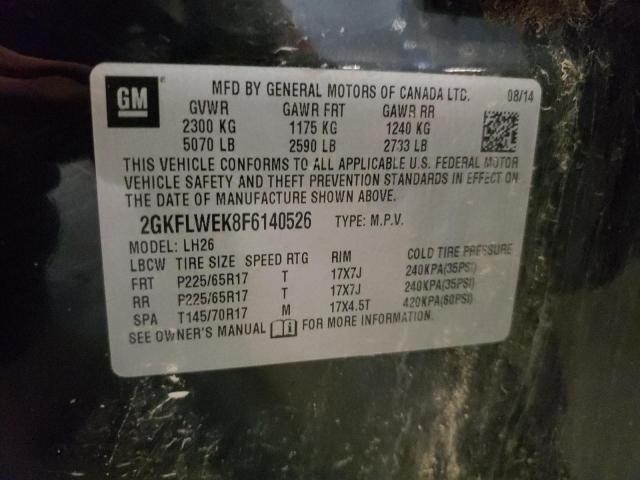 GM
MFD BY GENERAL MOTORS OF CANADA LTD. 08/14
GVWR GAWR FRT GAWR RR
2300 KG 1175 KG 1240 KG
5070 LB 2590 LB 2733 LB
THIS VEHICLE CONFORMS TO ALL APPLICABLE U.S. FEDERAL MOTOR
VEHICLE SAFETY AND THEFT PREVENTION STANDARDS IN EFFECT ON
THE DATE OF MANUFACTURE SHOWN ABOVE.
2GKFLWEK8F6140526 TYPE: M.P.V.
MODEL: LH26
LBCW TIRE SIZE SPEED RTG RIM COLD TIRE PRESSURE
FRT P225/65R17 T 17X7J 240KPA(35PSI)
RR P225/65R17 T 17X7J 240KPA(35PSI)
SPA T145/70R17 M 17X4.5T 420KPA(60PSI)
SEE OWNER'S MANUAL i FOR MORE INFORMATION.